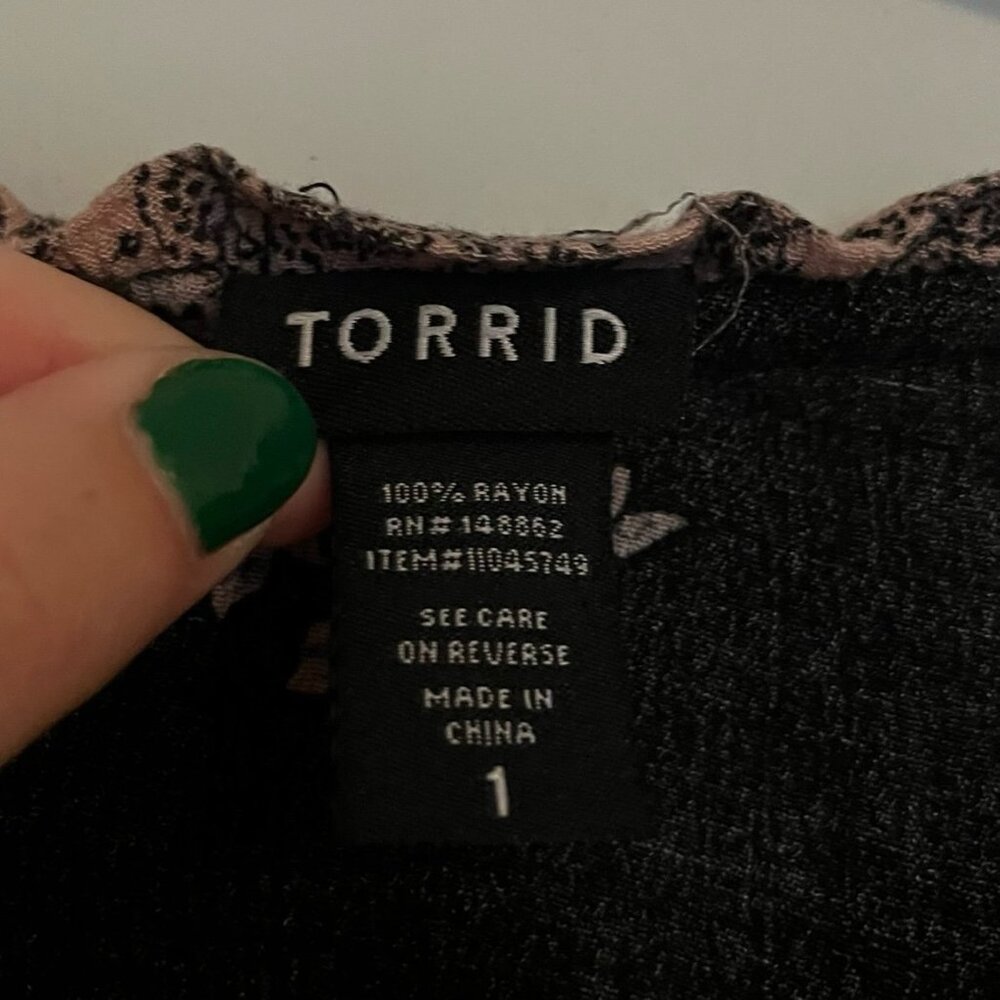 TORRID
100% RAYON
RN# 148862
ITEM#11045749
SEE CARE
ON REVERSE
MADE IN
CHINA
1